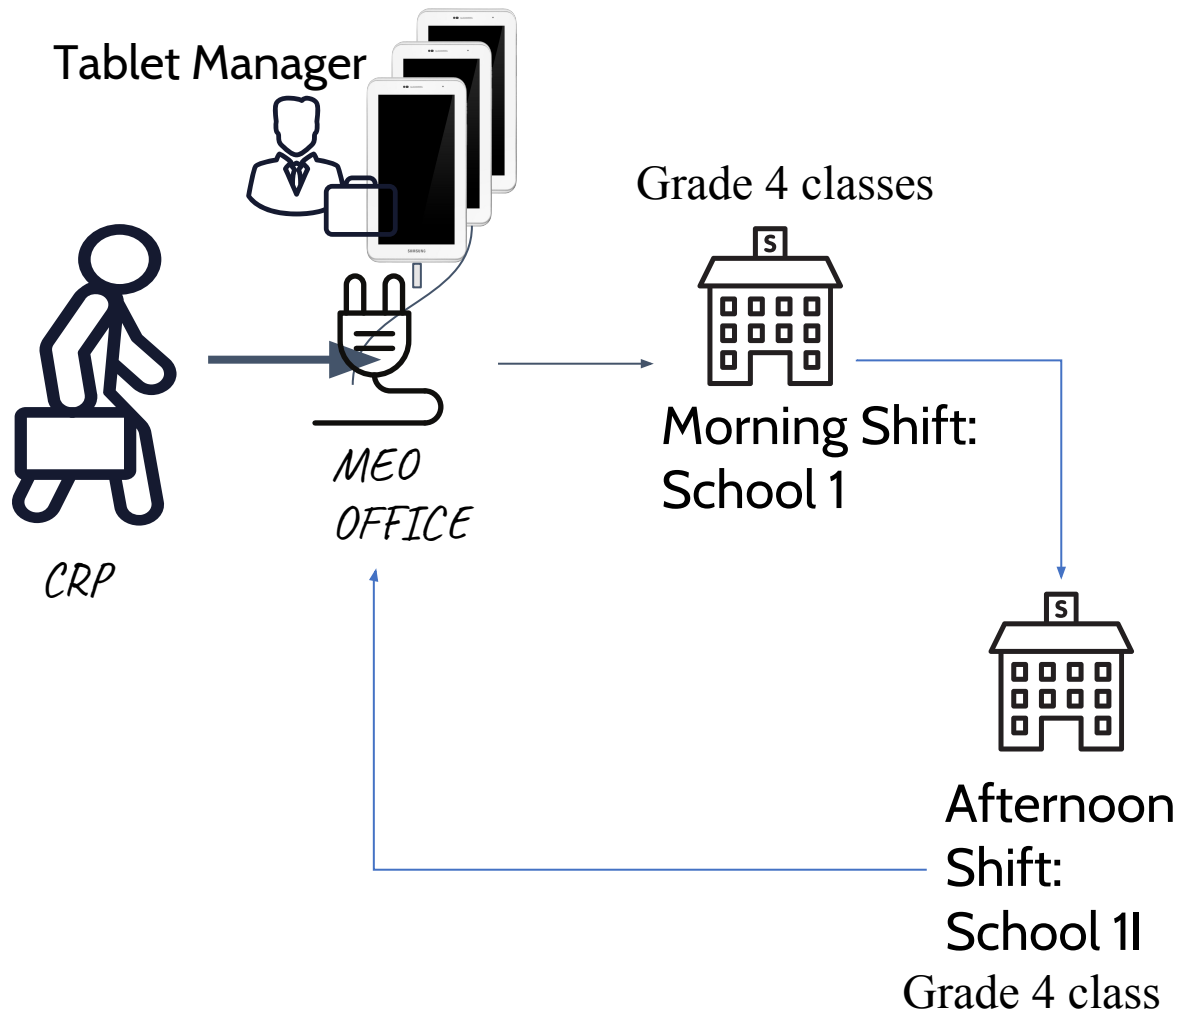 Tablet Manager
SAMSUNG
Grade 4 classes
S
Morning Shift:
School 1
MEO
OFFICE
CRP
S
Afternoon
Shift:
School 1I
Grade 4 class